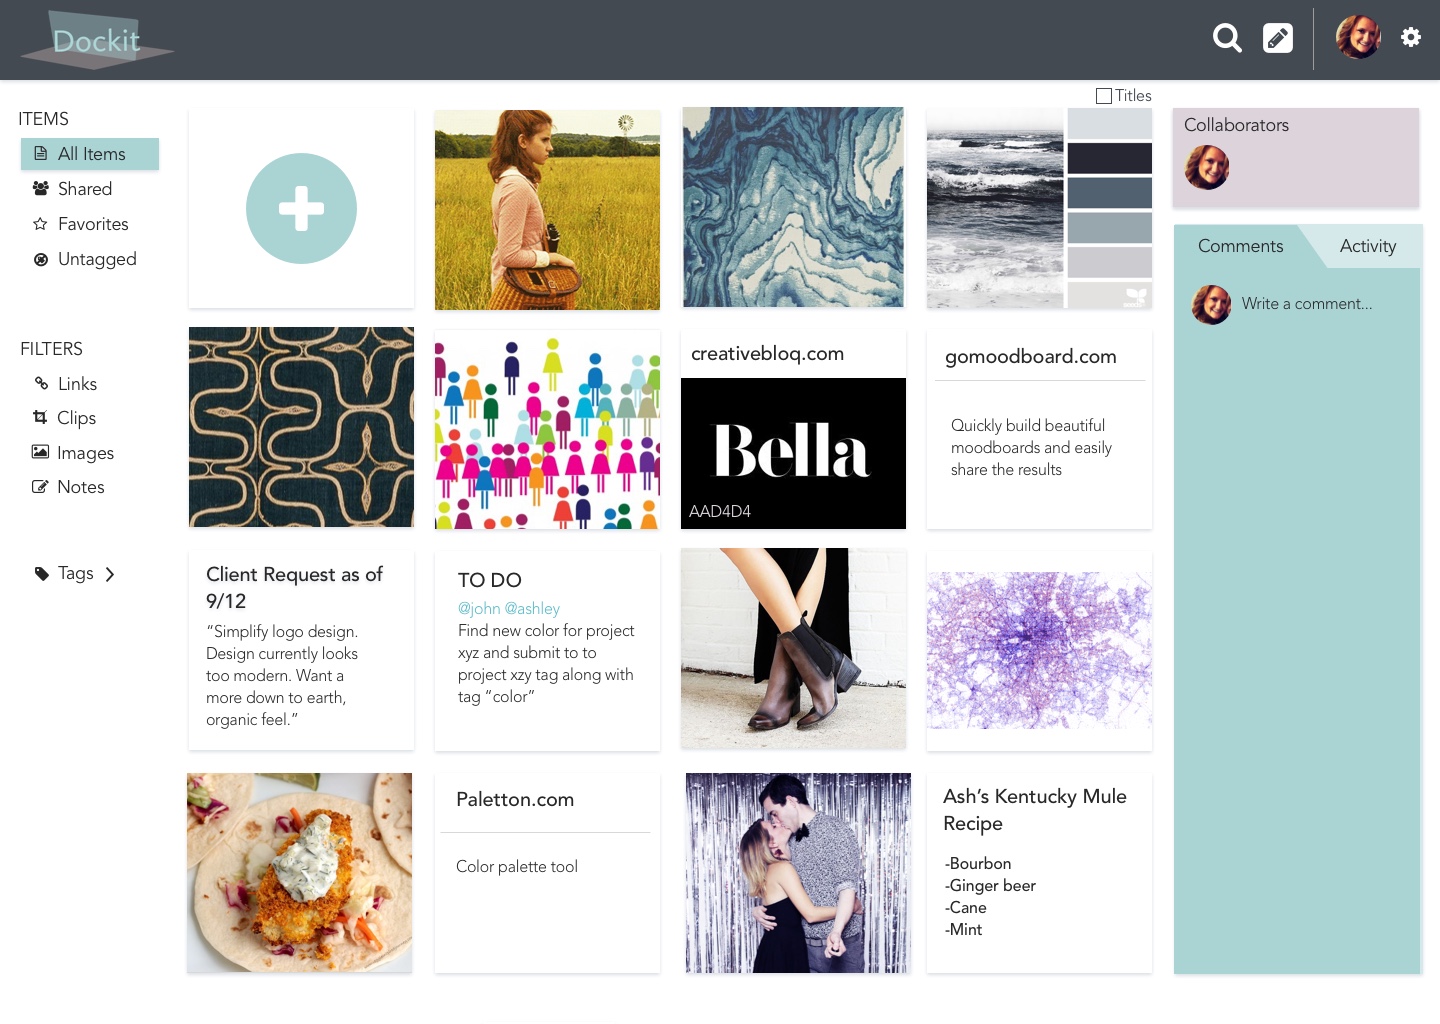 Dockit
Titles
ITEMS
All Items
Shared
Favorites
Untagged
FILTERS
Links
Clips
Images
Notes
Tags
creativebloq.com
Bella
AAD4D4
gomoodboard.com
Quickly build beautiful
moodboards and easily
share the results
Client Request as of
9/12
“Simplify logo design.
Design currently looks
too modern. Want a
more down to earth,
organic feel.”
TO DO
@john @ashley
Find new color for project
xyz and submit to to
project xzy tag along with
tag “color”
Paletton.com
Color palette tool
Ash’s Kentucky Mule
Recipe
-Bourbon
-Ginger beer
-Cane
-Mint
Collaborators
Comments
Activity
Write a comment...